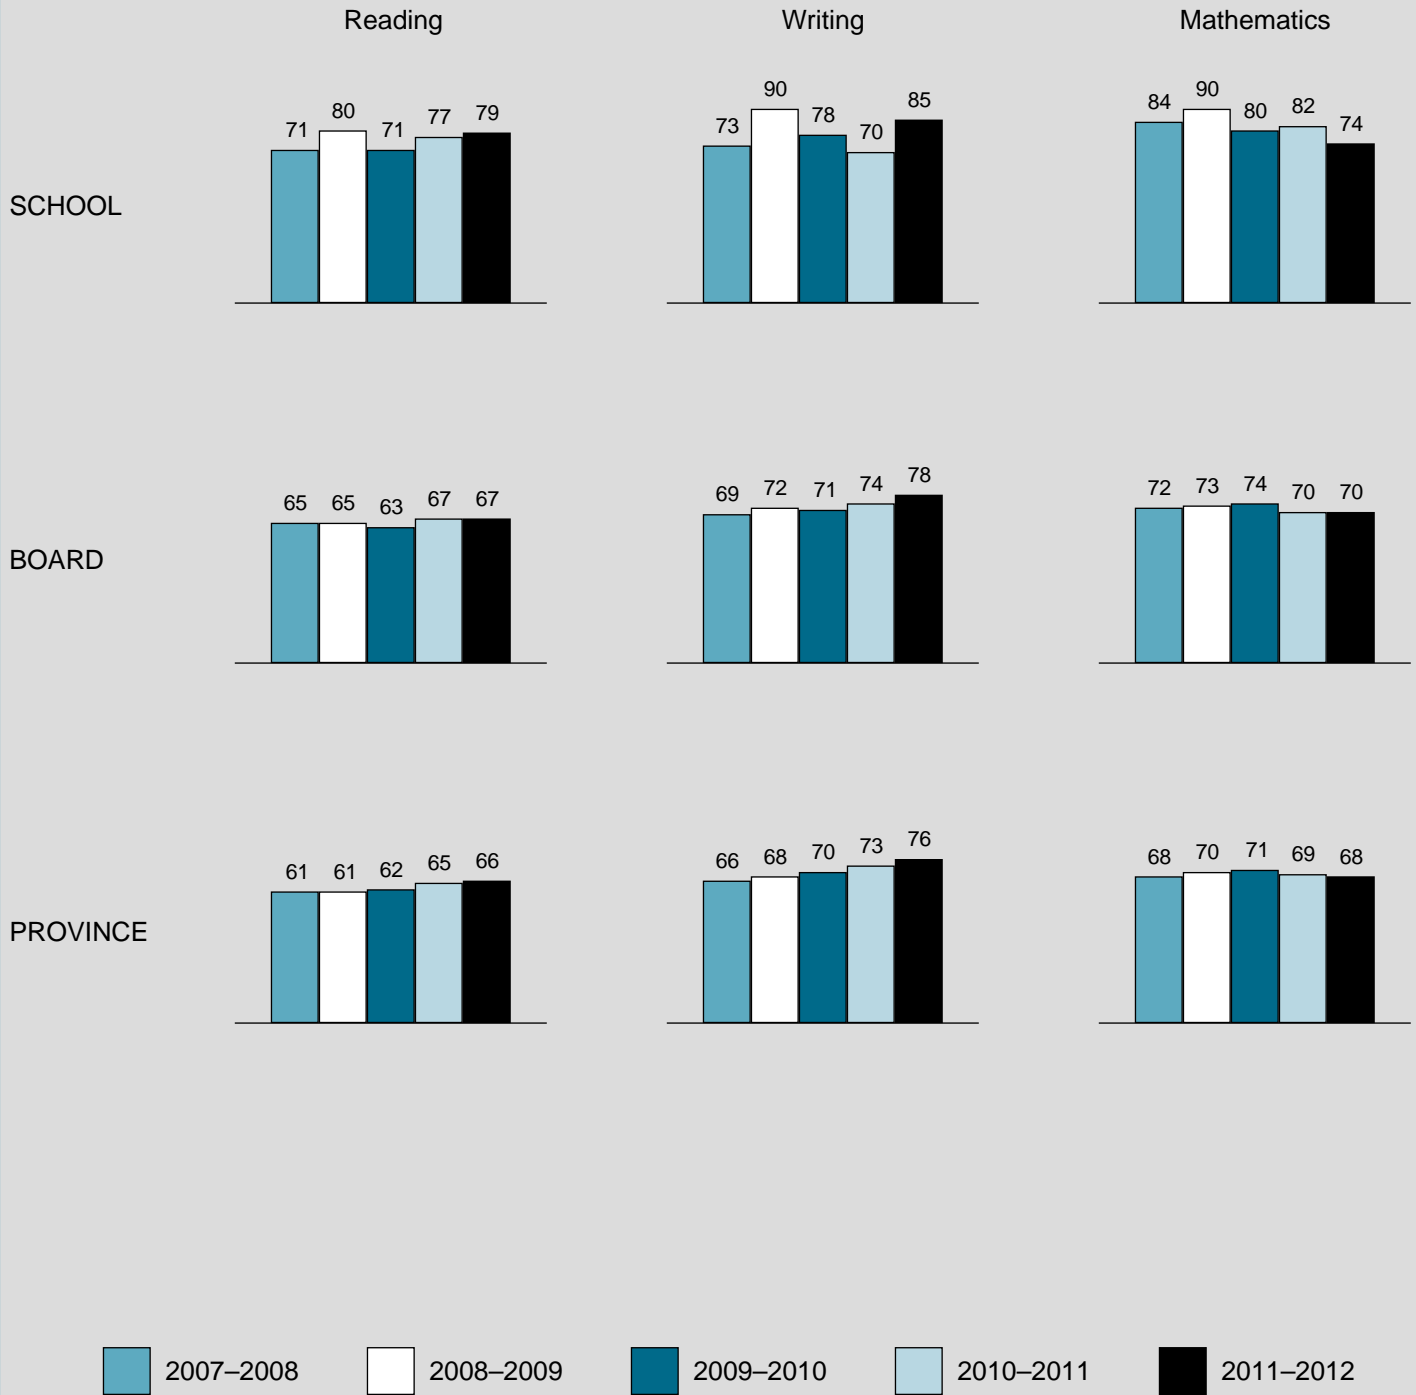 Reading Writing Mathematics
SCHOOL
71 80 71 77 79
73 90 78 70 85
84 90 80 82 74
BOARD
65 65 63 67 67
69 72 71 74 78
72 73 74 70 70
PROVINCE
61 61 62 65 66
66 68 70 73 76
68 70 71 69 68
2007–2008 2008–2009 2009–2010 2010–2011 2011–2012